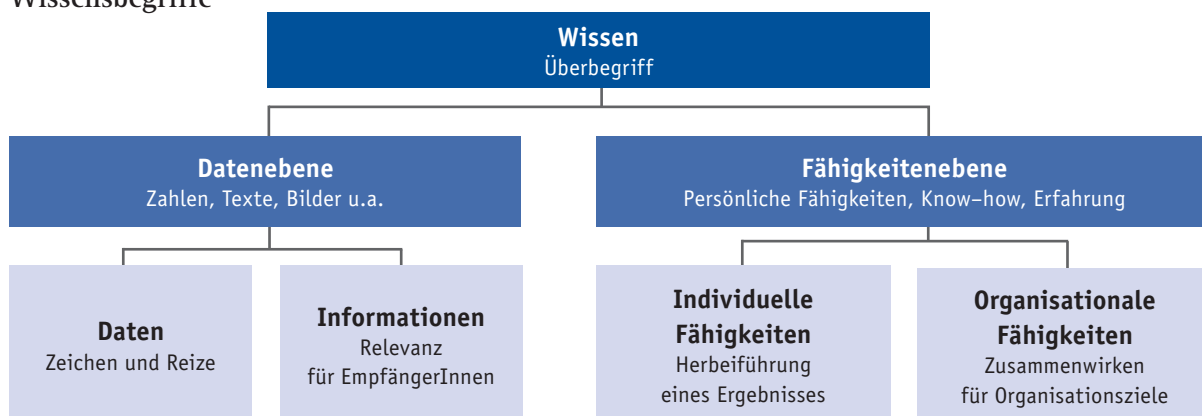 Wissensbegriffe
Wissen
Überbegriff
Datenebene
Zahlen, Texte, Bilder u.a.
Fähigkeitenebene
Persönliche Fähigkeiten, Know–how, Erfahrung
Daten
Zeichen und Reize
Informationen
Relevanz
für EmpfängerInnen
Individuelle
Fähigkeiten
Herbeiführung
eines Ergebnisses
Organisationale
Fähigkeiten
Zusammenwirken
für Organisationsziele